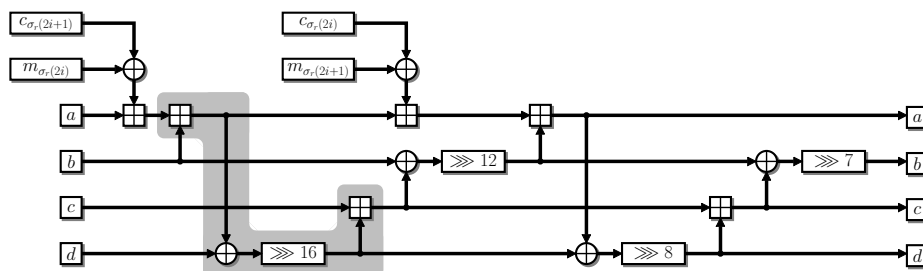 c_{σ_r(2i+1)} c_{σ_r(2i)}
m_{σ_r(2i)} m_{σ_r(2i+1)}
a a
b ⋙ 12 ⋙ 7 b
c c
d ⋙ 16 ⋙ 8 d